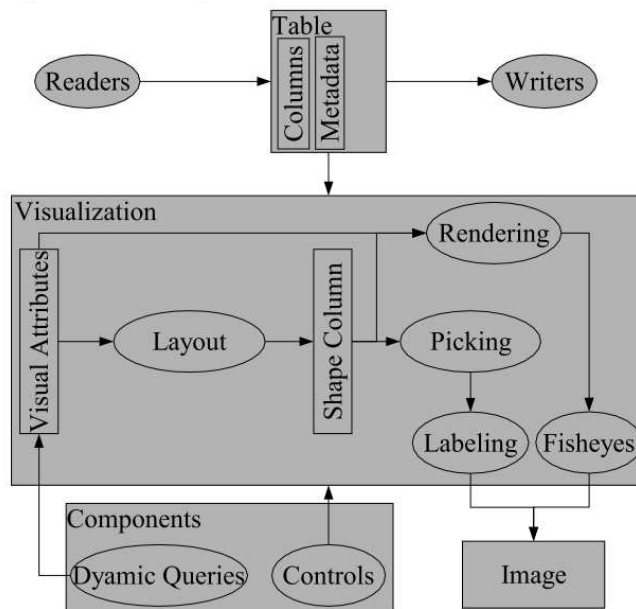 Table
Readers
Columns
Metadata
Writers
Visualization
Rendering
Visual Attributes
Layout
Shape Column
Picking
Labeling
Fisheyes
Components
Dyamic Queries
Controls
Image